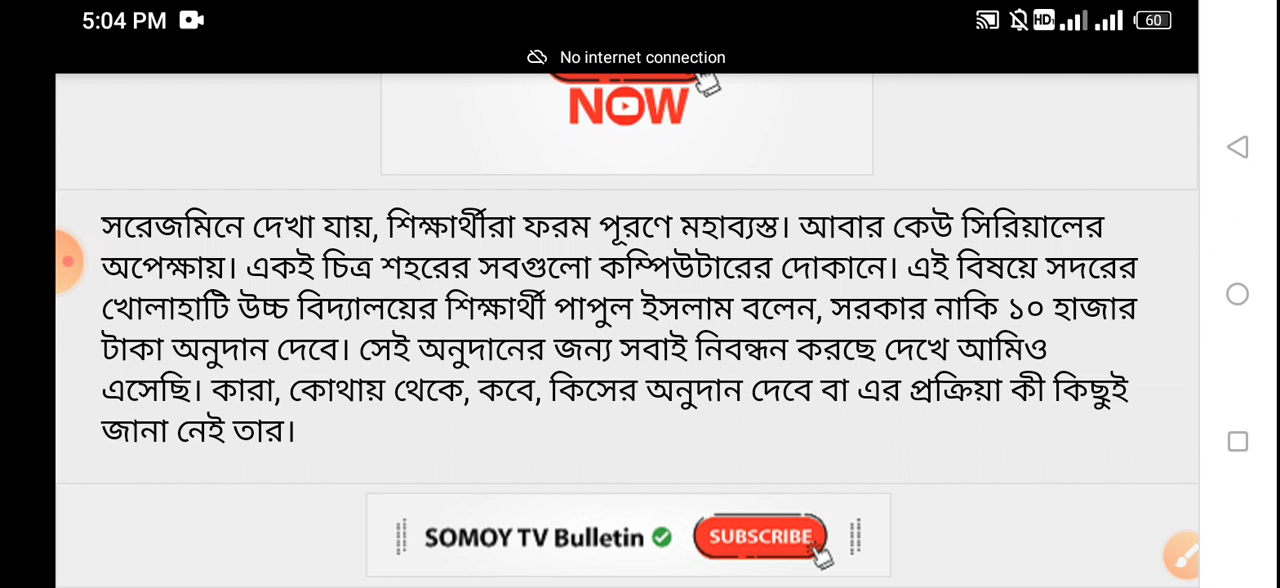 5:04 PM
HD1
60
No internet connection
NOW
সরেজমিনে দেখা যায়, শিক্ষার্থীরা ফরম পূরণে মহাব্যস্ত। আবার কেউ সিরিয়ালের
অপেক্ষায়। একই চিত্র শহরের সবগুলো কম্পিউটারের দোকানে। এই বিষয়ে সদরের
খোলাহাটি উচ্চ বিদ্যালয়ের শিক্ষার্থী পাপুল ইসলাম বলেন, সরকার নাকি ১০ হাজার
টাকা অনুদান দেবে। সেই অনুদানের জন্য সবাই নিবন্ধন করছে দেখে আমিও
এসেছি। কারা, কোথায় থেকে, কবে, কিসের অনুদান দেবে বা এর প্রক্রিয়া কী কিছুই
জানা নেই তার।
SOMOY TV Bulletin
SUBSCRIBE